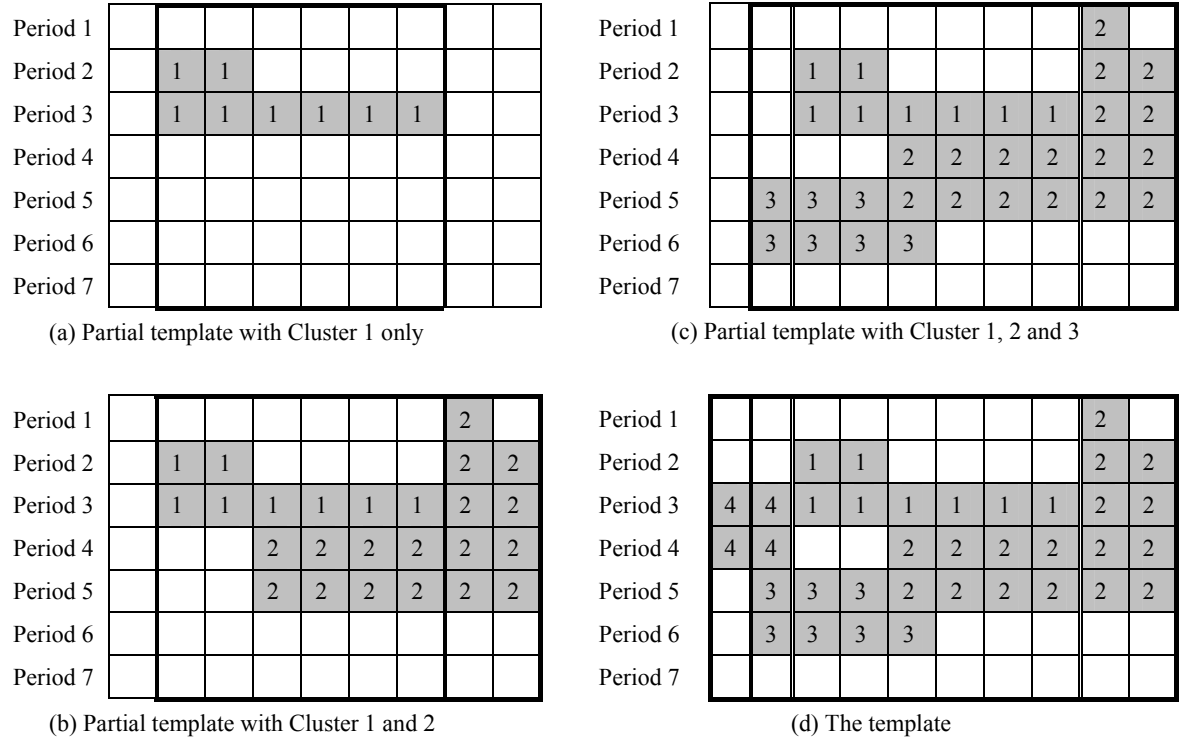 Period 1
Period 2 1 1
Period 3 1 1 1 1 1 1
Period 4
Period 5
Period 6
Period 7
(a) Partial template with Cluster 1 only
Period 1 2
Period 2 1 1 2 2
Period 3 1 1 1 1 1 1 2 2
Period 4 2 2 2 2 2 2
Period 5 3 3 3 2 2 2 2 2 2
Period 6 3 3 3 3
Period 7
(c) Partial template with Cluster 1, 2 and 3
Period 1 2
Period 2 1 1 2 2
Period 3 1 1 1 1 1 1 2 2
Period 4 2 2 2 2 2 2
Period 5 2 2 2 2 2 2
Period 6
Period 7
(b) Partial template with Cluster 1 and 2
Period 1 2
Period 2 1 1 2 2
Period 3 4 4 1 1 1 1 1 1 2 2
Period 4 4 4 2 2 2 2 2 2
Period 5 3 3 3 2 2 2 2 2 2
Period 6 3 3 3 3
Period 7
(d) The template